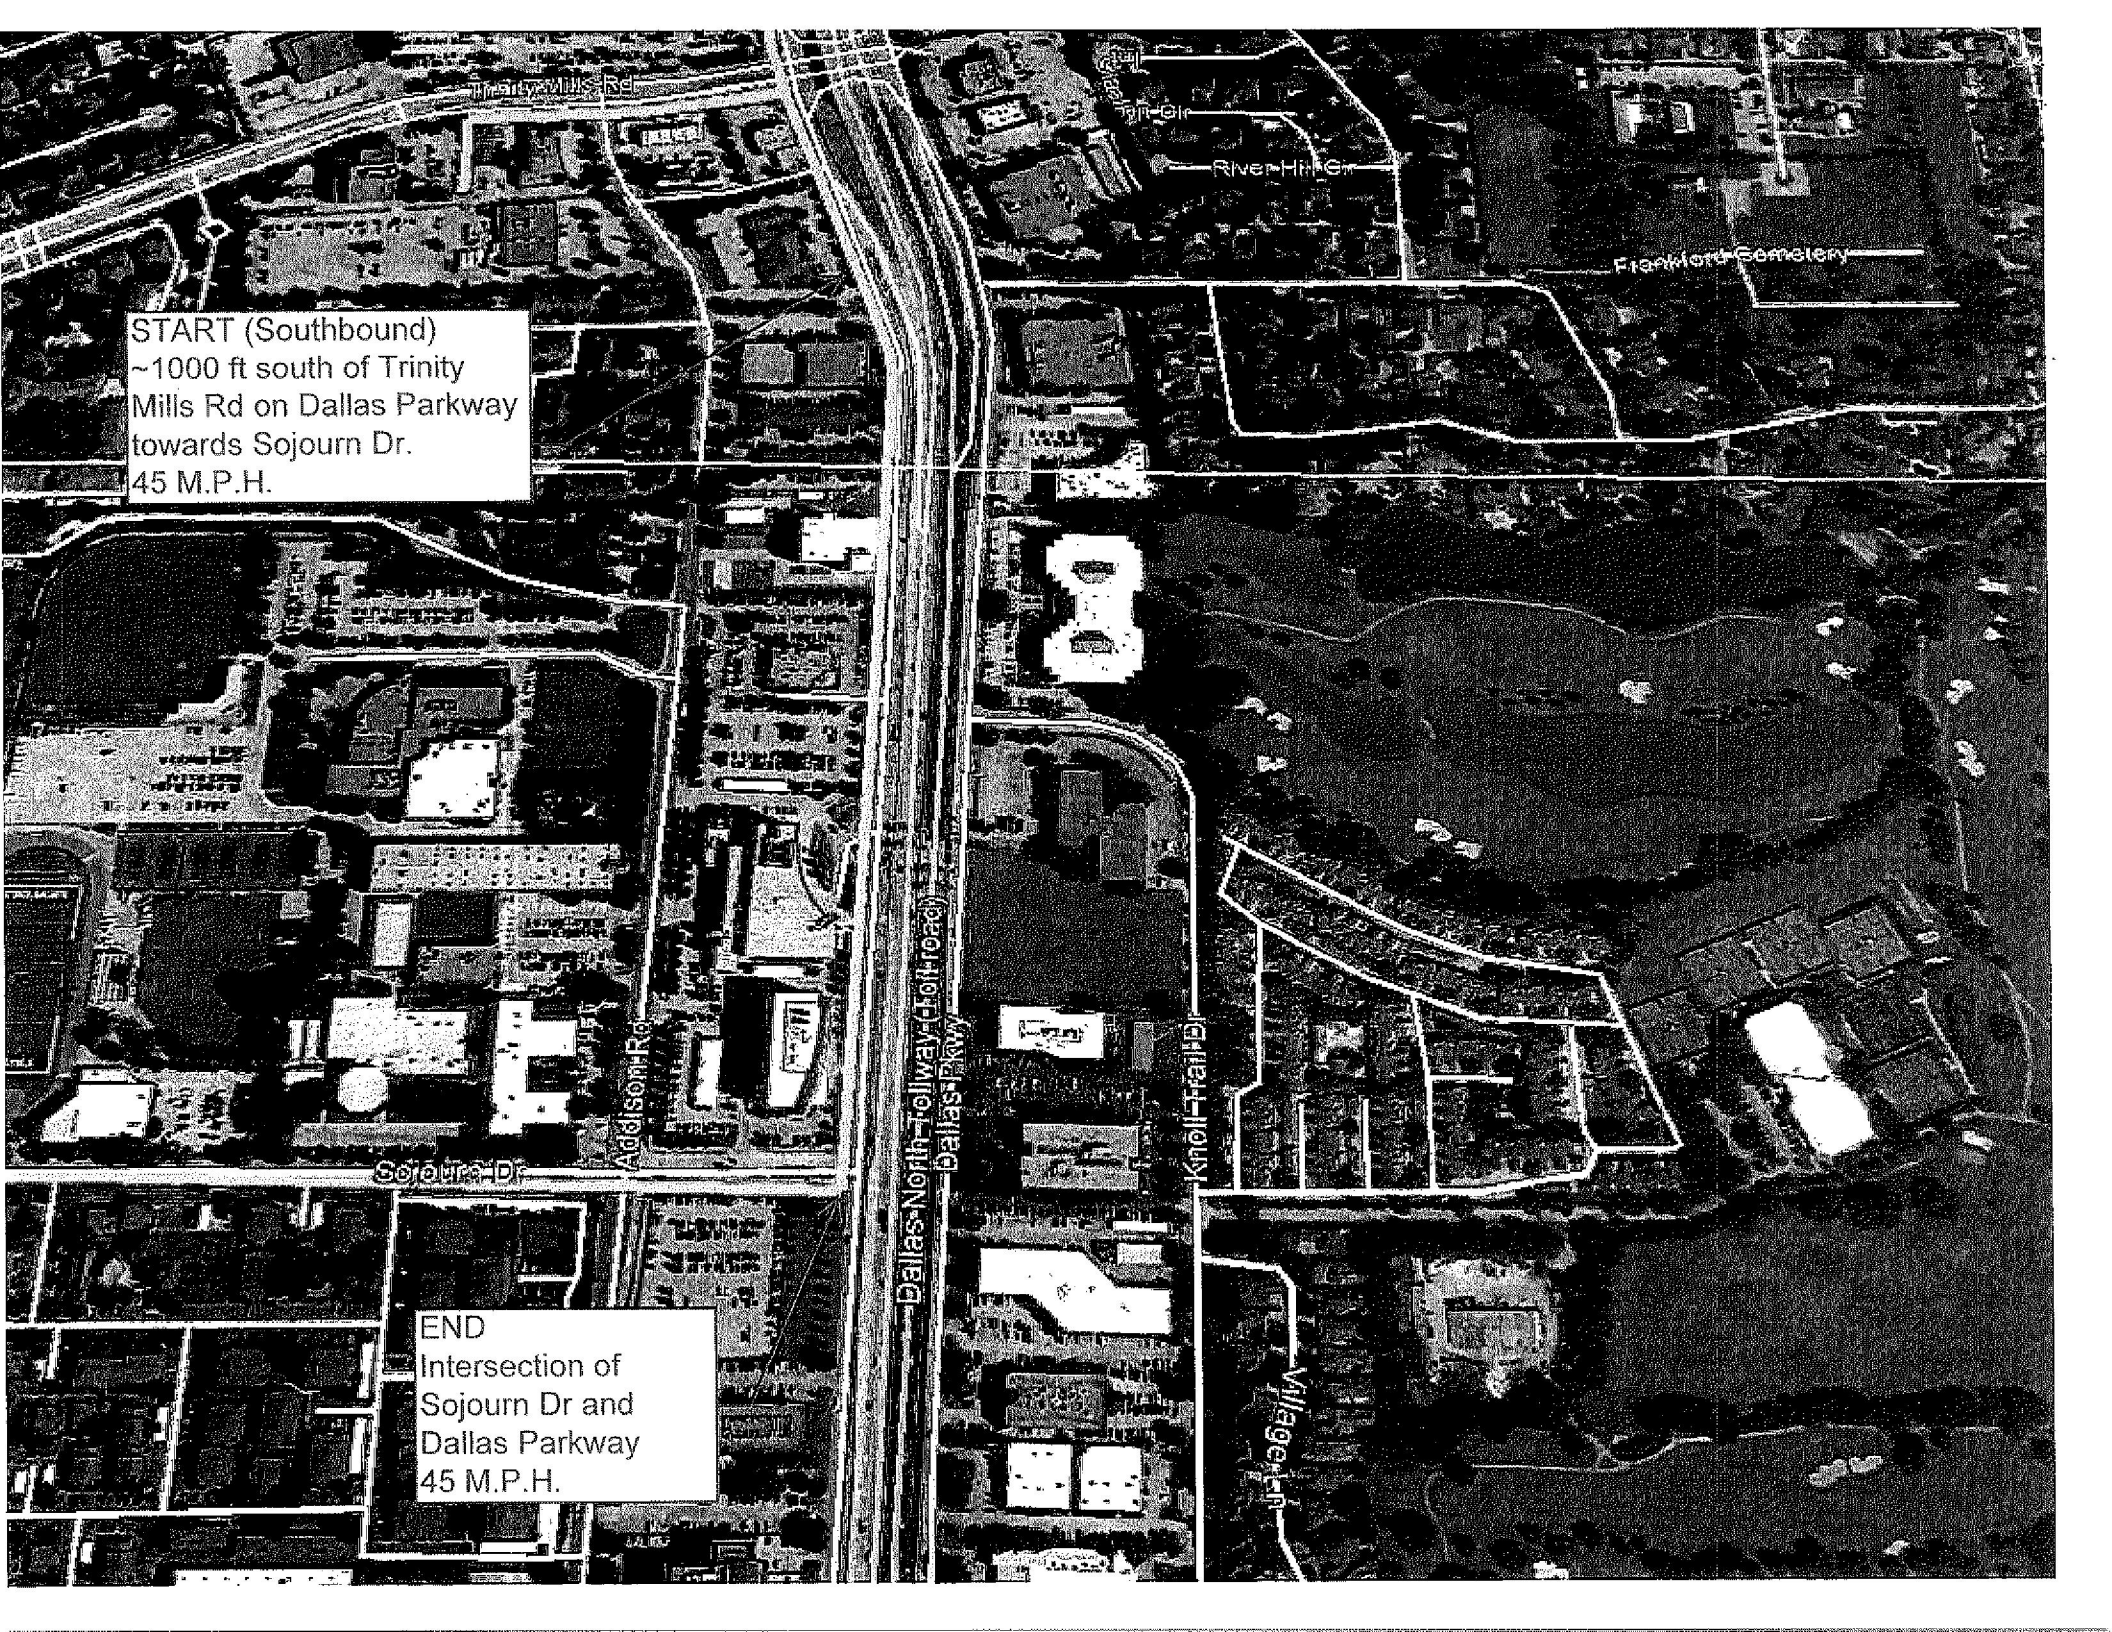 Trinity Mills Rd
River Hill Cir
Frankford Cemetery
START (Southbound)
~1000 ft south of Trinity
Mills Rd on Dallas Parkway
towards Sojourn Dr.
45 M.P.H.
Addison Rd
Dallas North Tollway (toll road)
Dallas Pkwy
Knoll Trail Dr
Sojourn Dr
END
Intersection of
Sojourn Dr and
Dallas Parkway
45 M.P.H.
Village Ln